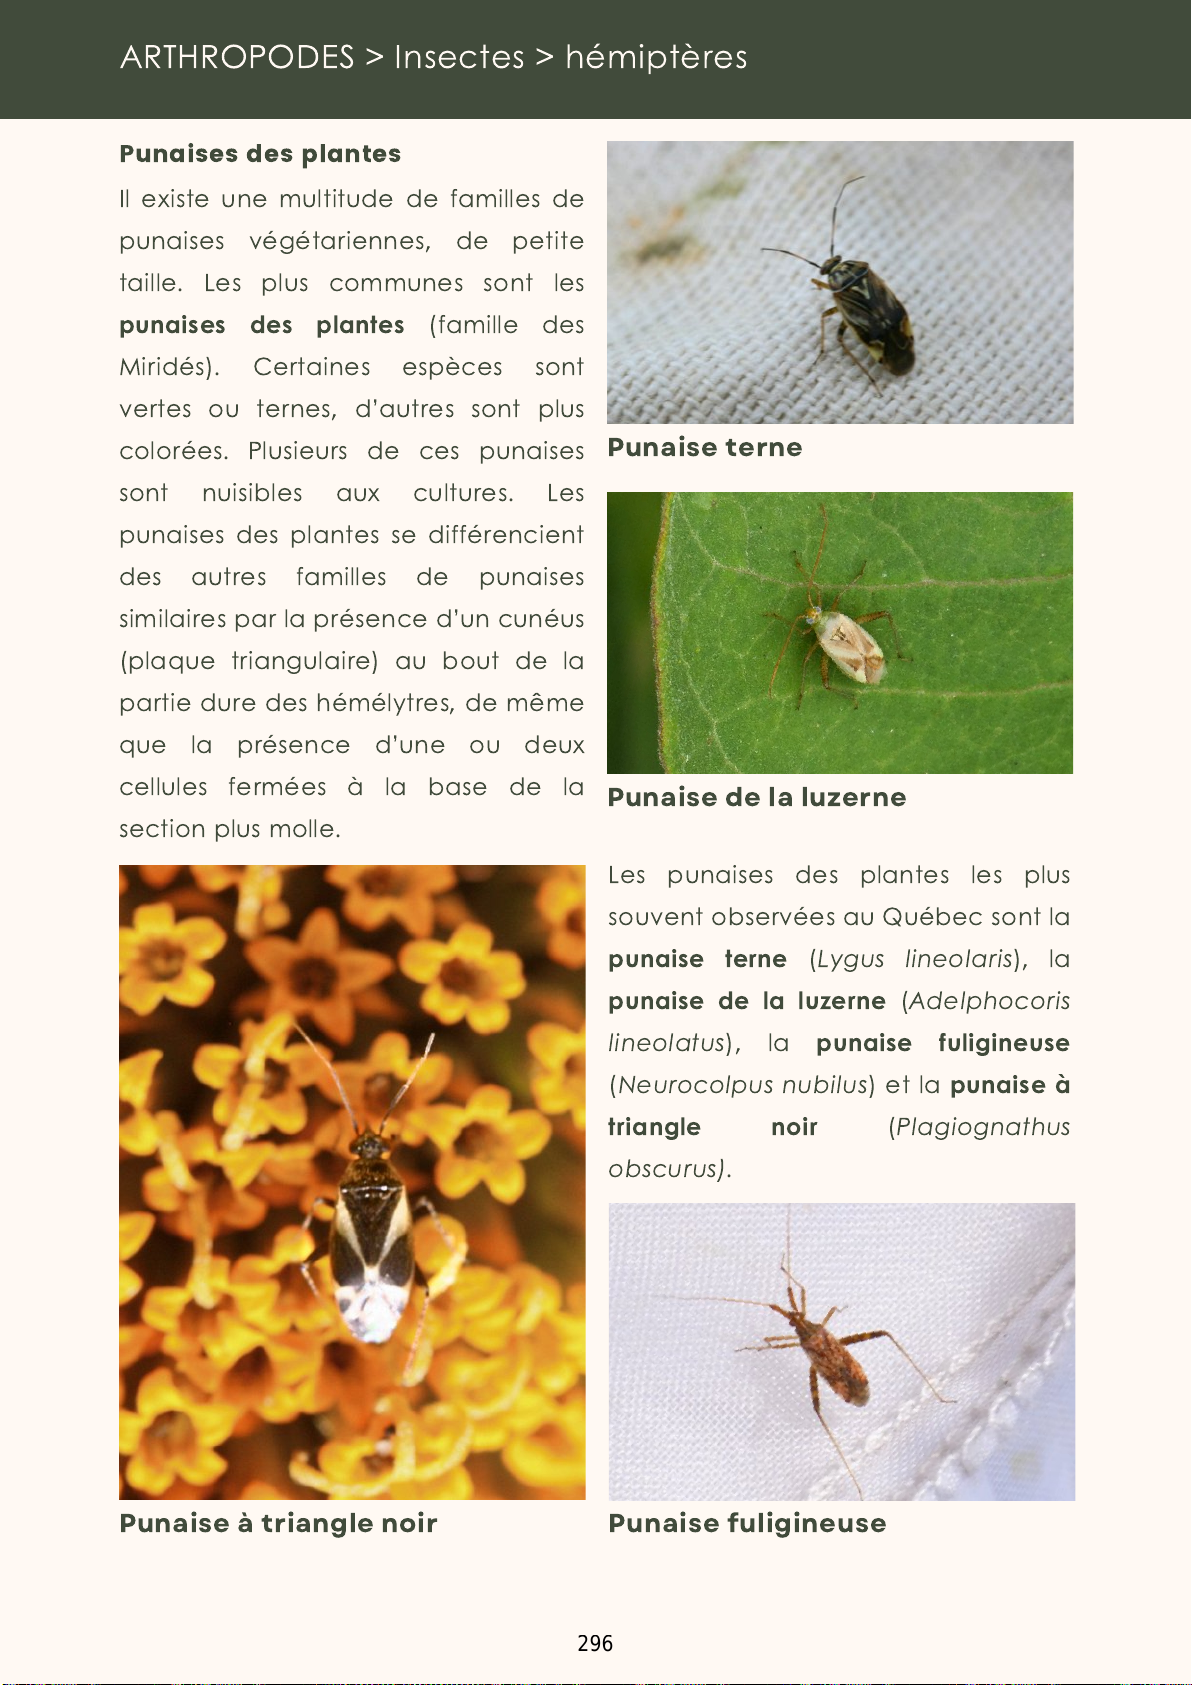 ARTHROPODES > Insectes > hémiptères
Punaises des plantes
Il existe une multitude de familles de
punaises végétariennes, de petite
taille. Les plus communes sont les
punaises des plantes (famille des
Miridés). Certaines espèces sont
vertes ou ternes, d'autres sont plus
colorées. Plusieurs de ces punaises
sont nuisibles aux cultures. Les
punaises des plantes se différencient
des autres familles de punaises
similaires par la présence d'un cunéus
(plaque triangulaire) au bout de la
partie dure des hémélytres, de même
que la présence d'une ou deux
cellules fermées à la base de la
section plus molle.
Punaise à triangle noir
Punaise terne
Punaise de la luzerne
Les punaises des plantes les plus
souvent observées au Québec sont la
punaise terne (Lygus lineolaris), la
punaise de la luzerne (Adelphocoris
lineolatus), la punaise fuligineuse
(Neurocolpus nubilus) et la punaise à
triangle noir (Plagiognathus
obscurus).
Punaise fuligineuse
296